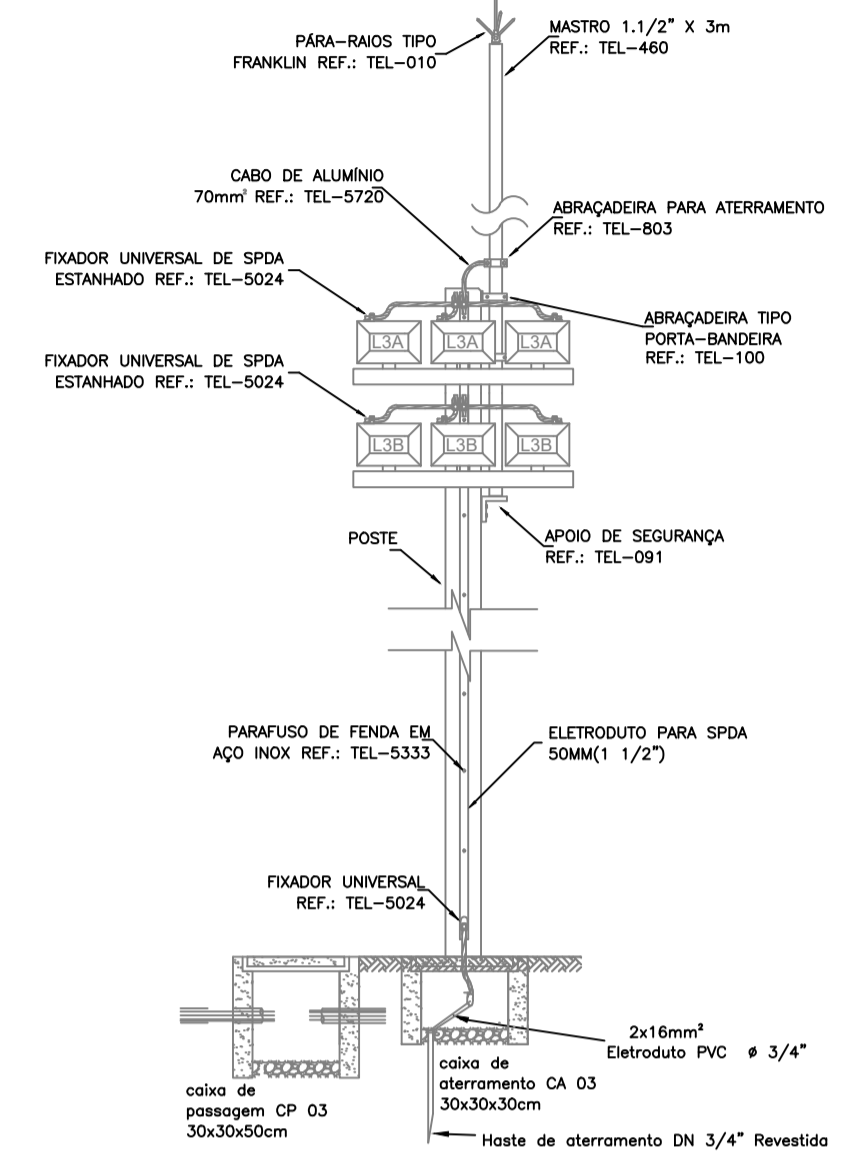 PÁRA-RAIOS TIPO
FRANKLIN REF.: TEL-010
MASTRO 1.1/2" X 3m
REF.: TEL-460
CABO DE ALUMÍNIO
70mm² REF.: TEL-5720
ABRAÇADEIRA PARA ATERRAMENTO
REF.: TEL-803
FIXADOR UNIVERSAL DE SPDA
ESTANHADO REF.: TEL-5024
ABRAÇADEIRA TIPO
PORTA-BANDEIRA
REF.: TEL-100
L3A L3A L3A
FIXADOR UNIVERSAL DE SPDA
ESTANHADO REF.: TEL-5024
L3B L3B L3B
POSTE
APOIO DE SEGURANÇA
REF.: TEL-091
PARAFUSO DE FENDA EM
AÇO INOX REF.: TEL-5333
ELETRODUTO PARA SPDA
50MM(1 1/2")
FIXADOR UNIVERSAL
REF.: TEL-5024
2x16mm²
Eletroduto PVC ø 3/4"
caixa de
passagem CP 03
30x30x50cm
caixa de
aterramento CA 03
30x30x30cm
Haste de aterramento DN 3/4" Revestida